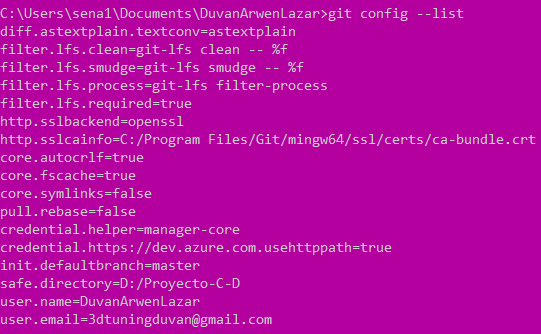 C:\Users\sena1\Documents\DuvanArwenLazar>git config --list
diff.astextplain.textconv=astextplain
filter.lfs.clean=git-lfs clean -- %f
filter.lfs.smudge=git-lfs smudge -- %f
filter.lfs.process=git-lfs filter-process
filter.lfs.required=true
http.sslbackend=openssl
http.sslcainfo=C:/Program Files/Git/mingw64/ssl/certs/ca-bundle.crt
core.autocrlf=true
core.fscache=true
core.symlinks=false
pull.rebase=false
credential.helper=manager-core
credential.https://dev.azure.com.usehttppath=true
init.defaultbranch=master
safe.directory=D:/Proyecto-C-D
user.name=DuvanArwenLazar
user.email=3dtuningduvan@gmail.com